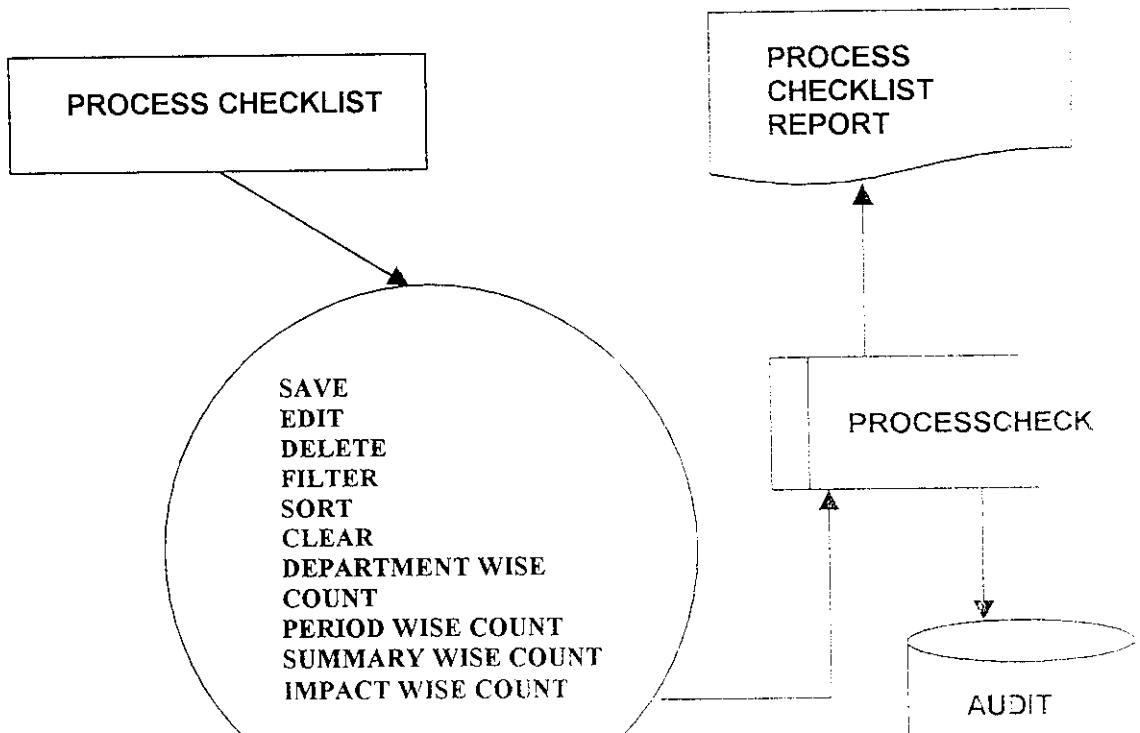 PROCESS CHECKLIST
PROCESS
CHECKLIST
REPORT
SAVE
EDIT
DELETE
FILTER
SORT
CLEAR
DEPARTMENT WISE
COUNT
PERIOD WISE COUNT
SUMMARY WISE COUNT
IMPACT WISE COUNT
PROCESSCHECK
AUDIT